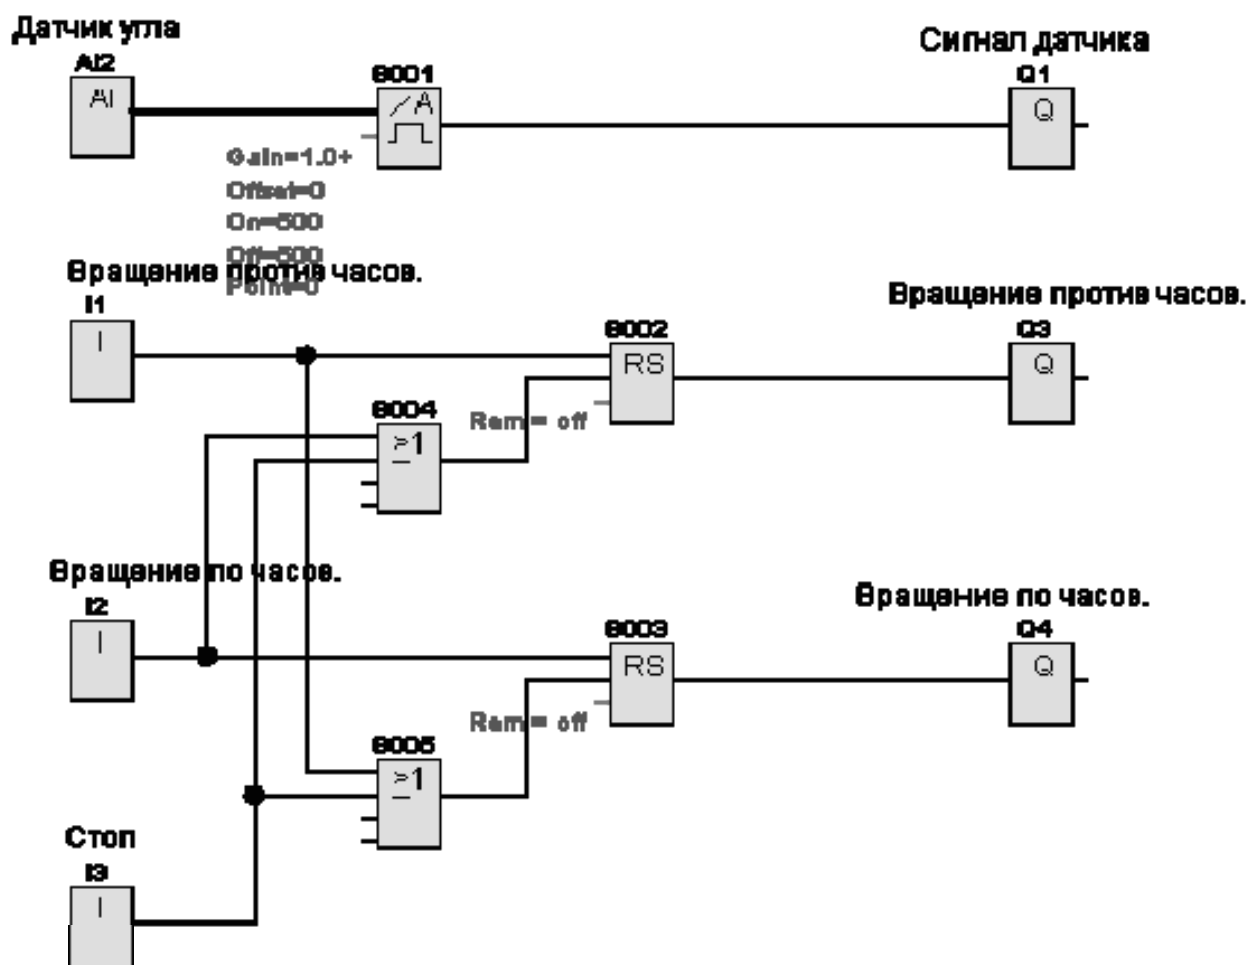 Датчик угла
AI2
AI
B001
/A
Сигнал датчика
Q1
Q
Gain=1.0+
Offset=0
On=500
Off=500
Point=0
Вращение против часов.
I1
I
B002
RS
Вращение против часов.
Q3
Q
B004
≥1
Rem = off
Вращение по часов.
I2
I
B003
RS
Вращение по часов.
Q4
Q
Rem = off
B005
≥1
Стоп
I3
I